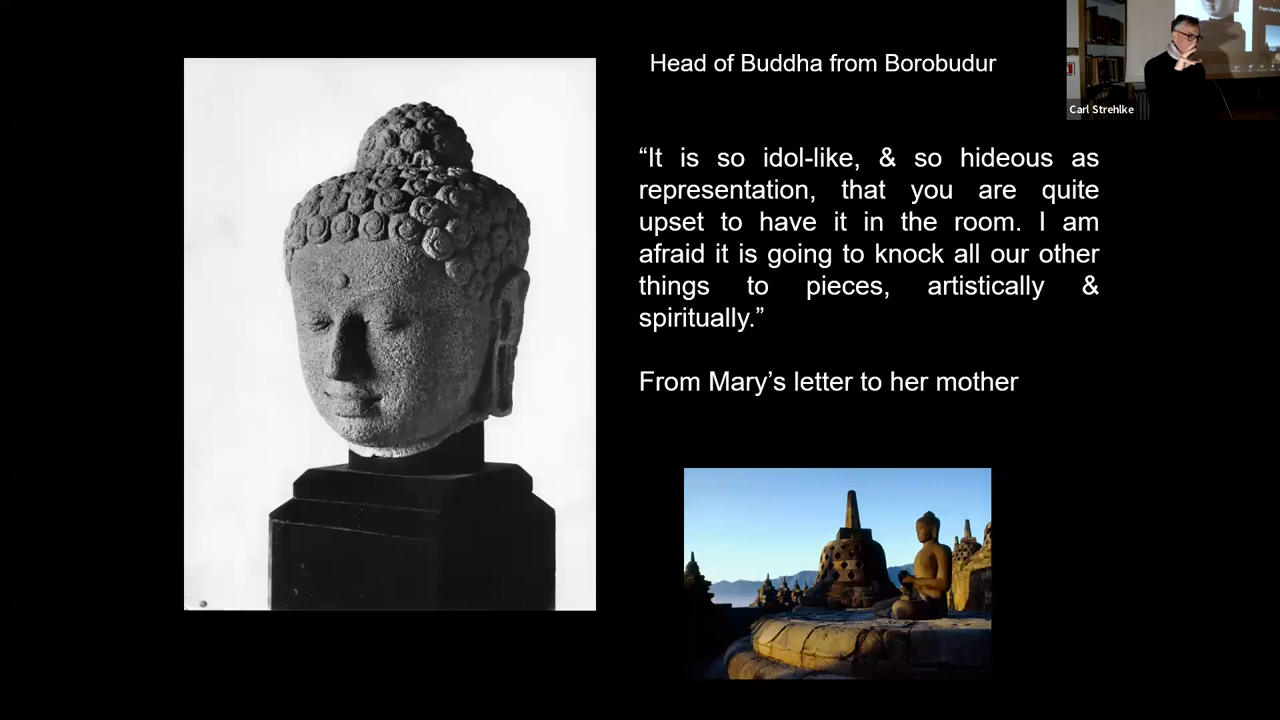 Head of Buddha from Borobudur
Carl Strehlke
“It is so idol-like, & so hideous as
representation, that you are quite
upset to have it in the room. I am
afraid it is going to knock all our other
things to pieces, artistically &
spiritually.”
From Mary’s letter to her mother